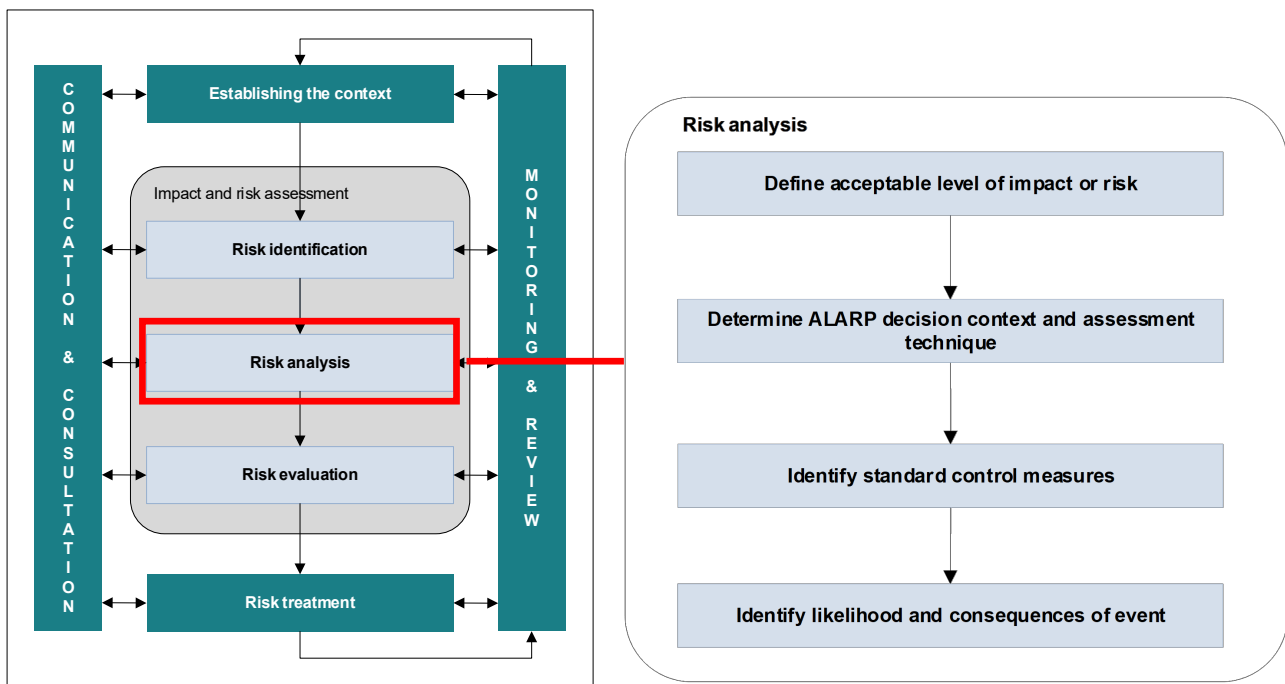 COMMUNICATION & CONSULTATION
Establishing the context
Impact and risk assessment
Risk identification
Risk analysis
Risk evaluation
Risk treatment
MONITORING & REVIEW
Risk analysis
Define acceptable level of impact or risk
Determine ALARP decision context and assessment
technique
Identify standard control measures
Identify likelihood and consequences of event